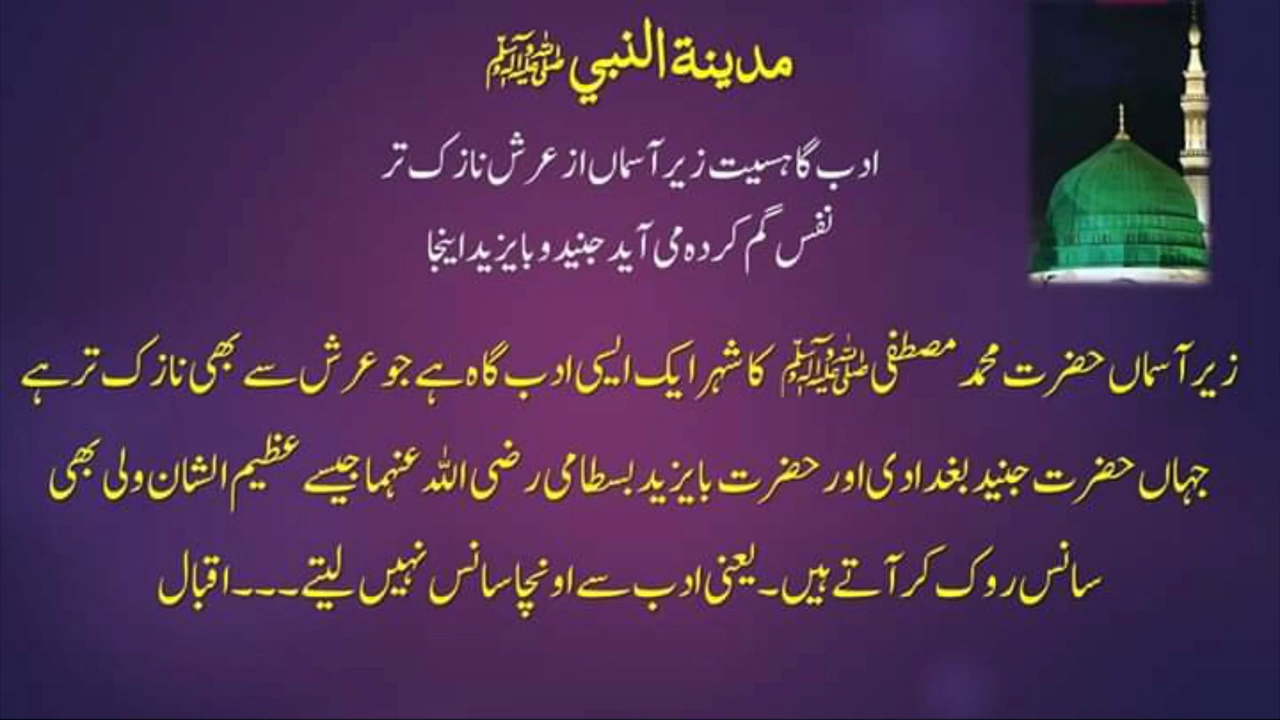 مدينة النبي ﷺ
ادب گا ہسیت زیر آسماں از عرش نازک تر
نفس گم کردہ می آید جنید و بایزید اینجا
زیر آسماں حضرت محمد مصطفی ﷺ کا شہر ایک ایسی ادب گاہ ہے جو عرش سے بھی نازک تر ہے
جہاں حضرت جنید بغدادی اور حضرت بایزید بسطامی رضی اللہ عنہما جیسے عظیم الشان ولی بھی
سانس روک کر آتے ہیں۔ یعنی ادب سے اونچا سانس نہیں لیتے۔۔۔اقبال